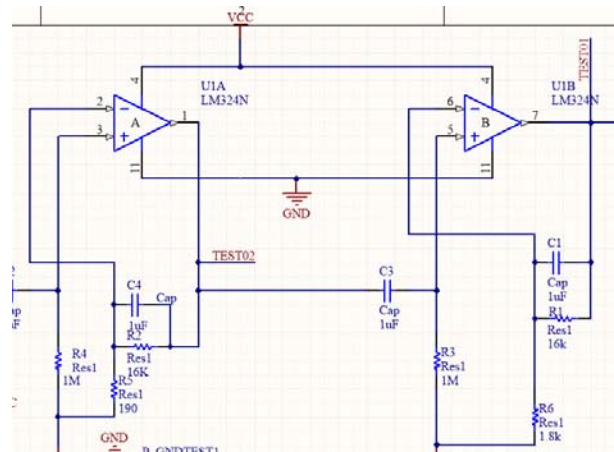 VCC
TEST01
U1A
LM324N
U1B
LM324N
4
4
2
3
A
1
6
5
B
7
11
11
GND
TEST02
C4
Cap
1uF
R2
Res1
16K
C3
Cap
1uF
C1
Cap
1uF
R1
Res1
16k
R4
Res1
1M
R5
Res1
190
R3
Res1
1M
R6
Res1
1.8k
GND